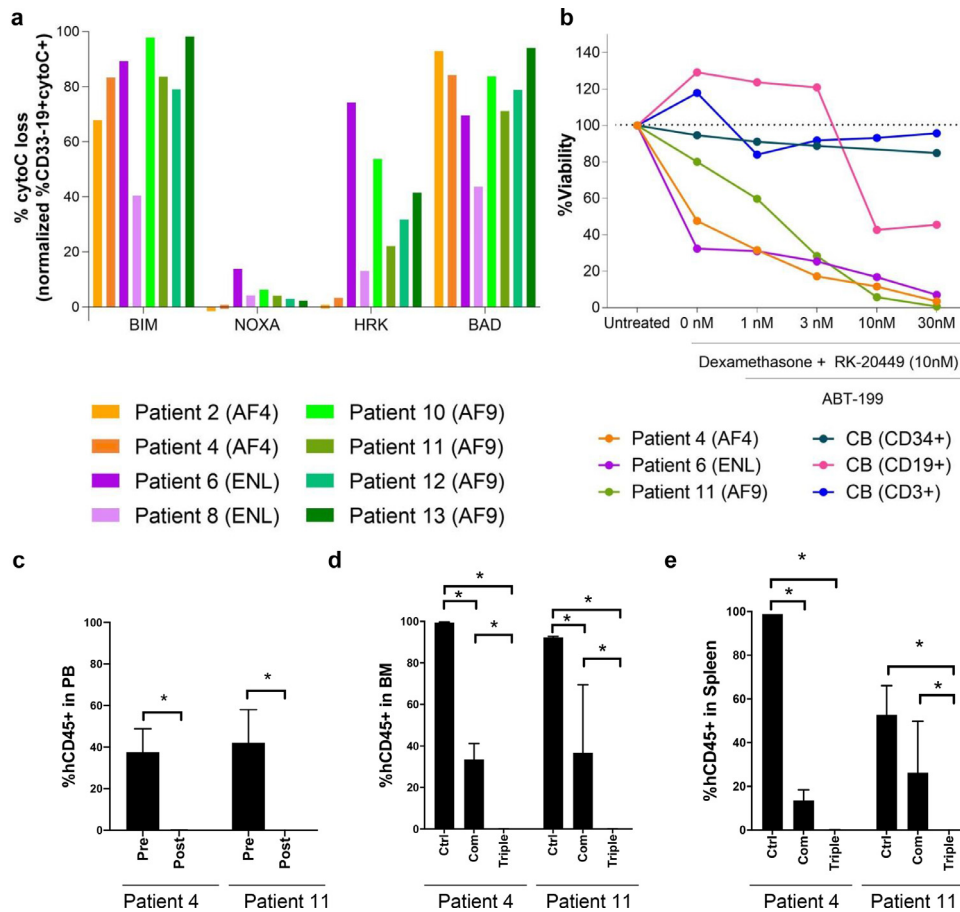 a
% cytoC loss
(normalized %CD33-19+cytoC+)
100
80
60
40
20
0
BIM NOXA HRK BAD
Patient 2 (AF4)
Patient 4 (AF4)
Patient 6 (ENL)
Patient 8 (ENL)
Patient 10 (AF9)
Patient 11 (AF9)
Patient 12 (AF9)
Patient 13 (AF9)
b
%Viability
140
120
100
80
60
40
20
0
Untreated 0 nM 1 nM 3 nM 10nM 30nM
Dexamethasone + RK-20449 (10nM)
ABT-199
Patient 4 (AF4)
Patient 6 (ENL)
Patient 11 (AF9)
CB (CD34+)
CB (CD19+)
CB (CD3+)
c
%hCD45+ in PB
100
80
60
40
20
0
* *
Pre Post Pre Post
Patient 4 Patient 11
d
%hCD45+ in BM
100
80
60
40
20
0
* * * * * *
Ctrl Com Triple Ctrl Com Triple
Patient 4 Patient 11
e
%hCD45+ in Spleen
100
80
60
40
20
0
* * * *
Ctrl Com Triple Ctrl Com Triple
Patient 4 Patient 11